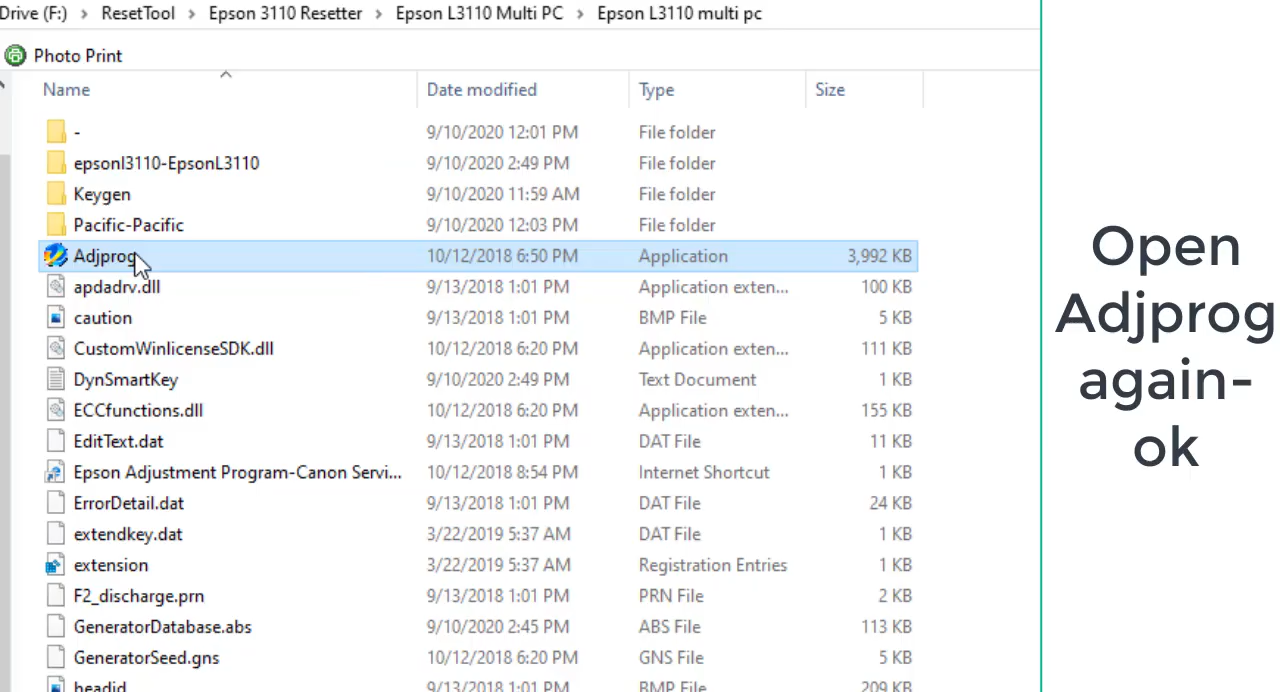 Drive (F:) › ResetTool › Epson 3110 Resetter › Epson L3110 Multi PC › Epson L3110 multi pc
Photo Print
Name Date modified Type Size
- 9/10/2020 12:01 PM File folder
epsonl3110-EpsonL3110 9/10/2020 2:49 PM File folder
Keygen 9/10/2020 11:59 AM File folder
Pacific-Pacific 9/10/2020 12:03 PM File folder
Adjprog 10/12/2018 6:50 PM Application 3,992 KB
apdadrv.dll 9/13/2018 1:01 PM Application exten... 100 KB
caution 9/13/2018 1:01 PM BMP File 5 KB
CustomWinlicenseSDK.dll 10/12/2018 6:20 PM Application exten... 111 KB
DynSmartKey 9/10/2020 2:49 PM Text Document 1 KB
ECCfunctions.dll 10/12/2018 6:20 PM Application exten... 155 KB
EditText.dat 9/13/2018 1:01 PM DAT File 11 KB
Epson Adjustment Program-Canon Servi... 10/12/2018 8:54 PM Internet Shortcut 1 KB
ErrorDetail.dat 9/13/2018 1:01 PM DAT File 24 KB
extendkey.dat 3/22/2019 5:37 AM DAT File 1 KB
extension 3/22/2019 5:37 AM Registration Entries 1 KB
F2_discharge.prn 9/13/2018 1:01 PM PRN File 2 KB
GeneratorDatabase.abs 9/10/2020 2:45 PM ABS File 113 KB
GeneratorSeed.gns 10/12/2018 6:20 PM GNS File 5 KB
headid 9/13/2018 1:01 PM BMP File 209 KB
Open
Adjprog
again-
ok